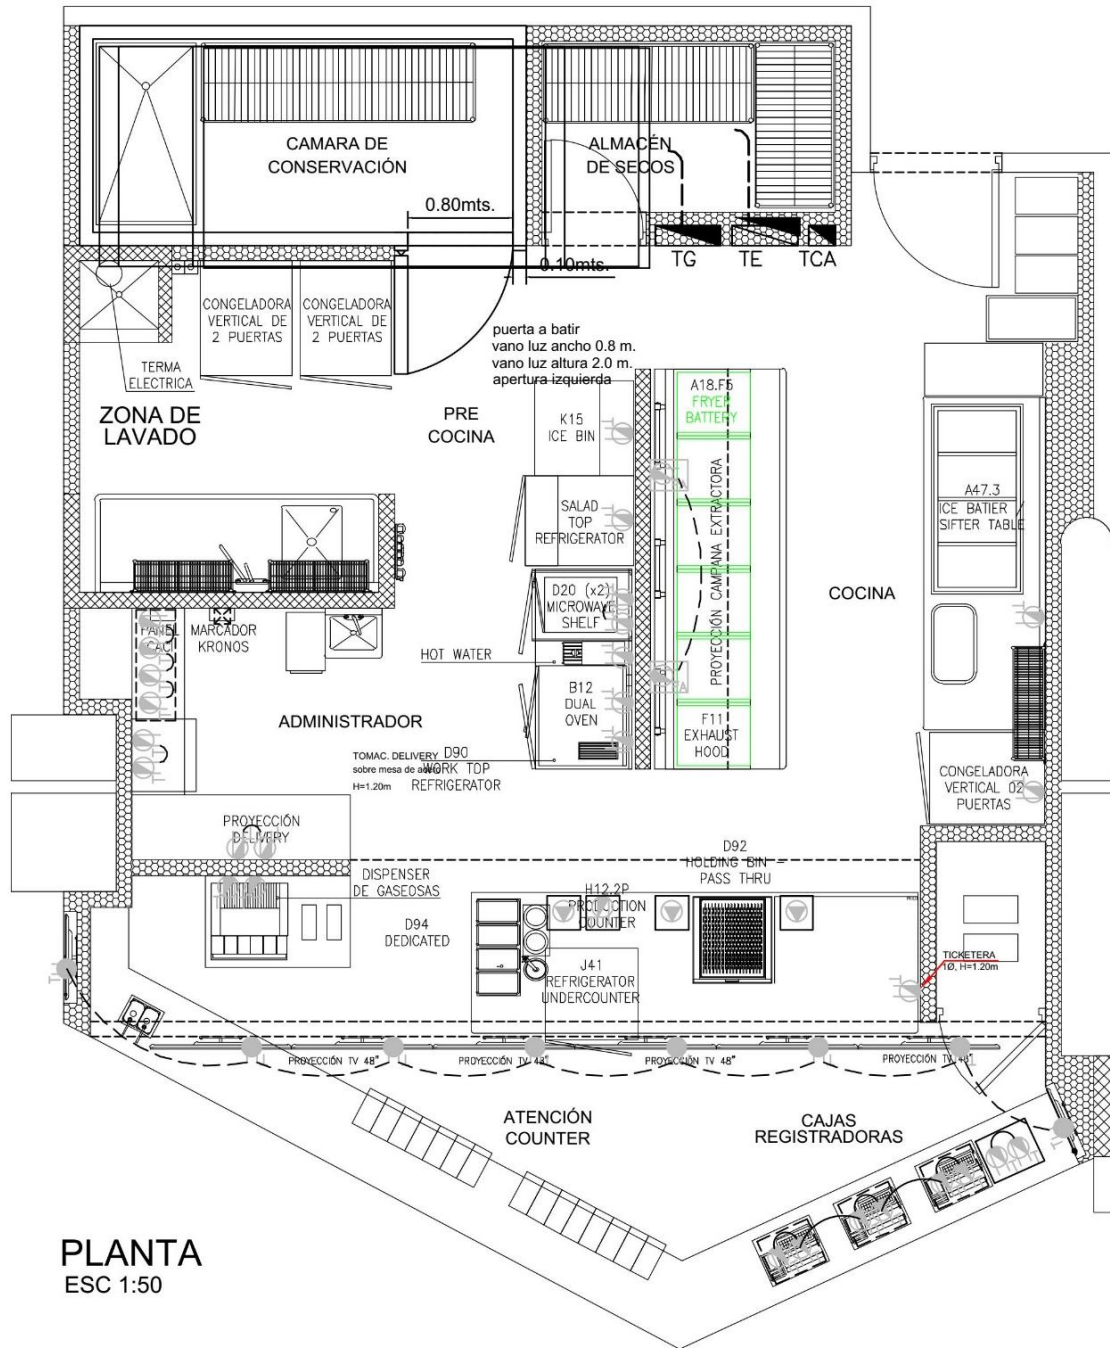 CAMARA DE
CONSERVACIÓN
ALMACÉN
DE SECOS
0.80mts.
0.10mts.
TG
TE
TCA
CONGELADORA
VERTICAL DE
2 PUERTAS
CONGELADORA
VERTICAL DE
2 PUERTAS
puerta a batir
vano luz ancho 0.8 m.
vano luz altura 2.0 m.
apertura izquierda
TERMA
ELECTRICA
ZONA DE
LAVADO
PRE
COCINA
K15
ICE BIN
A18.F5
FRYER
BATTERY
SALAD
TOP
REFRIGERATOR
PROYECCIÓN CAMPANA EXTRACTORA
A47.3
ICE BATIER /
SIFTER TABLE
COCINA
D20 (x2)
MICROWAVE
SHELF
PANEL
MARCADOR
KRONOS
HOT WATER
B12
DUAL
OVEN
F11
EXHAUST
HOOD
ADMINISTRADOR
TOMAC. DELIVERY
sobre mesa de
H=1.20m
D90
WORK TOP
REFRIGERATOR
CONGELADORA
VERTICAL 02
PUERTAS
PROYECCIÓN
DELIVERY
DISPENSER
DE GASEOSAS
D92
HOLDING BIN –
PASS THRU
H12.2P
PRODUCTION
COUNTER
D94
DEDICATED
J41
REFRIGERATOR
UNDERCOUNTER
TICKETERA
1Ø, H=1.20m
PROYECCIÓN TV 48"
PROYECCIÓN TV 48"
PROYECCIÓN TV 48"
PROYECCIÓN TV 48"
ATENCIÓN
COUNTER
CAJAS
REGISTRADORAS
PLANTA
ESC 1:50